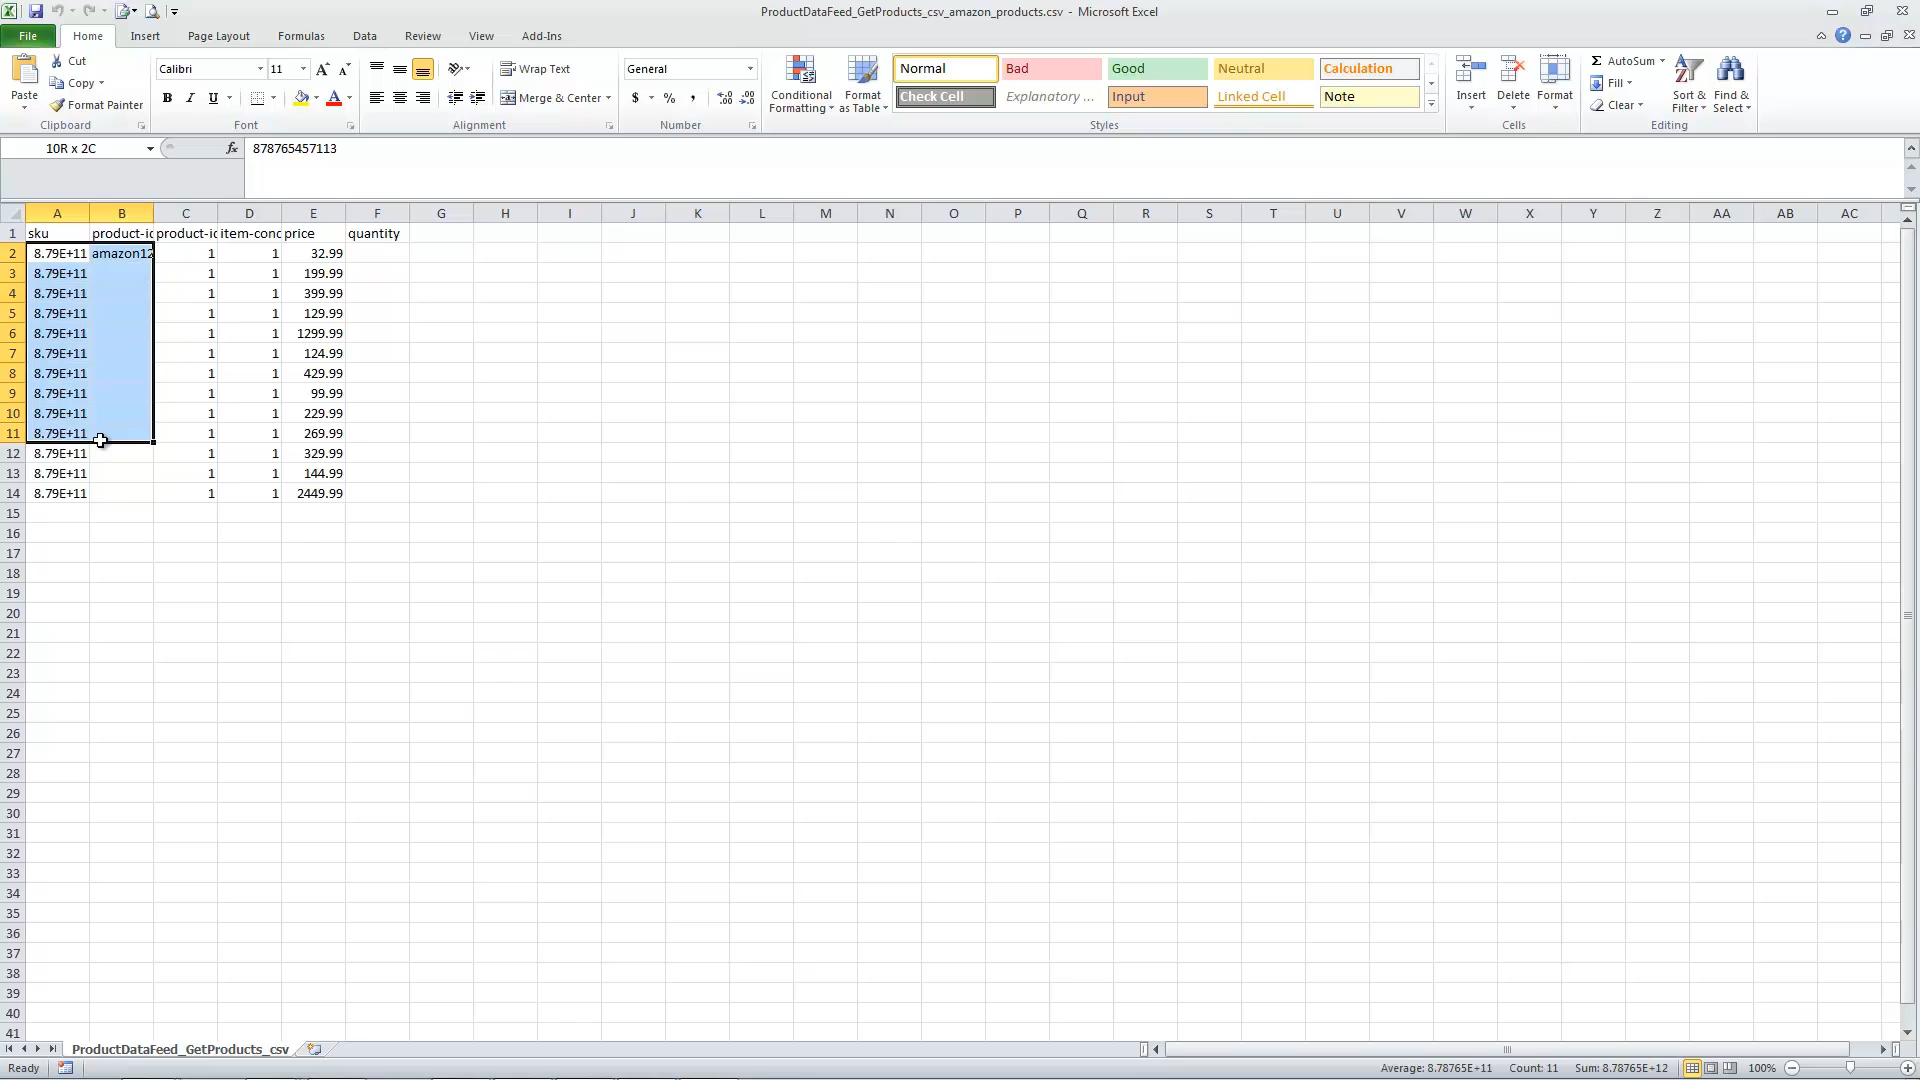 ProductDataFeed_GetProducts_csv_amazon_products.csv - Microsoft Excel
File Home Insert Page Layout Formulas Data Review View Add-Ins
Paste
Cut
Copy
Format Painter
Clipboard
Calibri 11
B I U
Font
Wrap Text
Merge & Center
Alignment
General
$ % ,
Number
Conditional Formatting
Format as Table
Normal Bad Good Neutral Calculation
Check Cell Explanatory ... Input Linked Cell Note
Styles
Insert Delete Format
Cells
Σ AutoSum
Fill
Clear
Sort & Filter
Find & Select
Editing
10R x 2C fx 878765457113
A B C D E F G H I J K L M N O P Q R S T U V W X Y Z AA AB AC
1 sku product-id product-id item-conc price quantity
2 8.79E+11 amazon12 1 1 32.99
3 8.79E+11 1 1 199.99
4 8.79E+11 1 1 399.99
5 8.79E+11 1 1 129.99
6 8.79E+11 1 1 1299.99
7 8.79E+11 1 1 124.99
8 8.79E+11 1 1 429.99
9 8.79E+11 1 1 99.99
10 8.79E+11 1 1 229.99
11 8.79E+11 1 1 269.99
12 8.79E+11 1 1 329.99
13 8.79E+11 1 1 144.99
14 8.79E+11 1 1 2449.99
15
16
17
18
19
20
21
22
23
24
25
26
27
28
29
30
31
32
33
34
35
36
37
38
39
40
41
ProductDataFeed_GetProducts_csv
Ready Average: 8.78765E+11 Count: 11 Sum: 8.78765E+12 100%